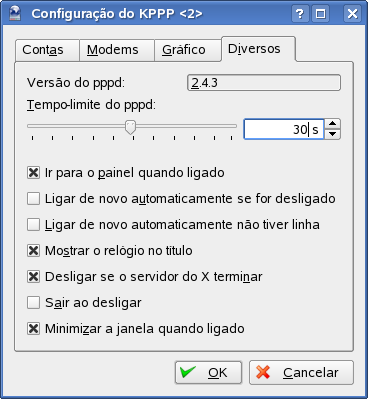 Configuração do KPPP <2>
Contas Modems Gráfico Diversos
Versão do pppd: 2.4.3
Tempo-limite do pppd:
30 s
Ir para o painel quando ligado
Ligar de novo automaticamente se for desligado
Ligar de novo automaticamente não tiver linha
Mostrar o relógio no título
Desligar se o servidor do X terminar
Sair ao desligar
Minimizar a janela quando ligado
OK Cancelar